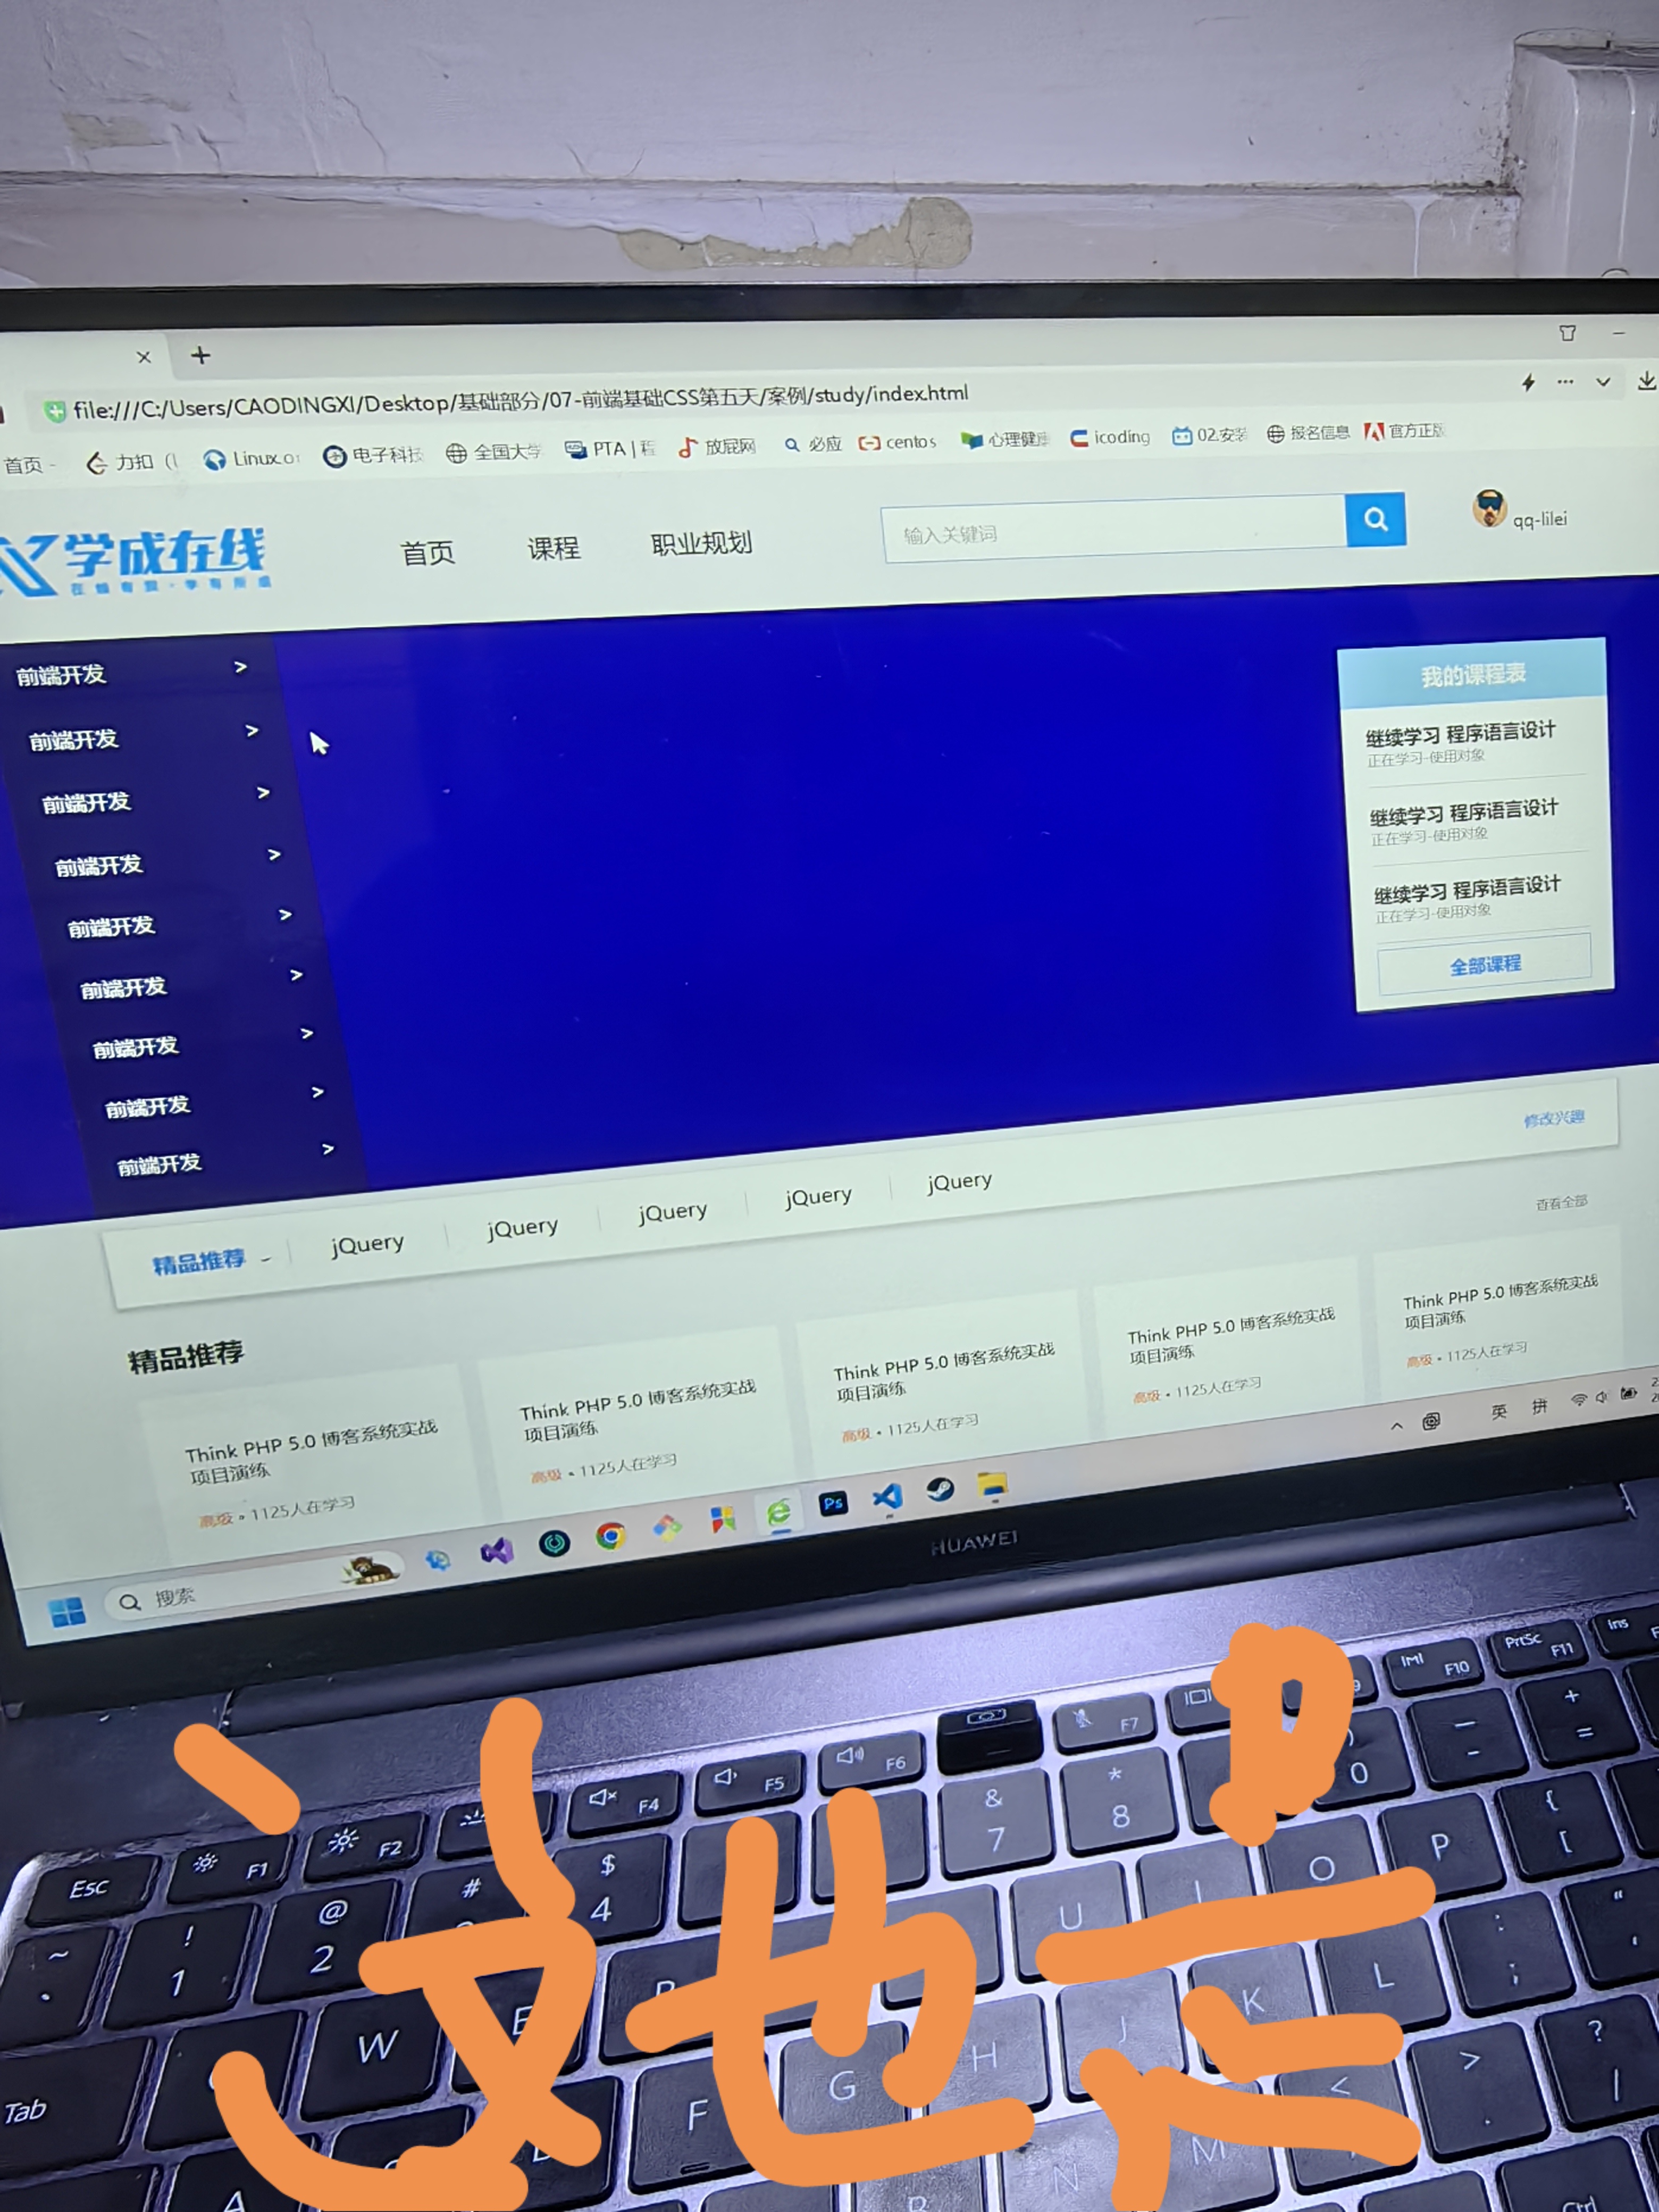 file:///C:/Users/CAODINGXI/Desktop/基础部分/07-前端基础CSS第五天/案例/study/index.html
首页 - 力扣 (L Linux.o 电子科技 全国大学 PTA | 程 放屁网 必应 centos 心理健康 icoding 02.安装 报名信息 官方正版
学成在线 首页 课程 职业规划 输入关键词 qq-lilei
前端开发 >
前端开发 >
前端开发 >
前端开发 >
前端开发 >
前端开发 >
前端开发 >
前端开发 >
前端开发 >
我的课程表
继续学习 程序语言设计
正在学习-使用对象
继续学习 程序语言设计
正在学习-使用对象
继续学习 程序语言设计
正在学习-使用对象
全部课程
精品推荐 jQuery jQuery jQuery jQuery jQuery 修改兴趣
精品推荐 查看全部
Think PHP 5.0 博客系统实战
项目演练
高级 • 1125人在学习
Think PHP 5.0 博客系统实战
项目演练
高级 • 1125人在学习
Think PHP 5.0 博客系统实战
项目演练
高级 • 1125人在学习
Think PHP 5.0 博客系统实战
项目演练
高级 • 1125人在学习
Think PHP 5.0 博客系统实战
项目演练
高级 • 1125人在学习
搜索 Ps 英 拼
HUAWEI
Esc F1 F2 F4 F5 F6 F7 F10 PrtSc F11 Ins
~ ! 1 @ 2 # $ 4 & 7 * 8 ) 0 — - + =
Tab W E R U I O P { [
A D F G H J K L : ; " '
N M < > . ? /
Ctrl
这也是